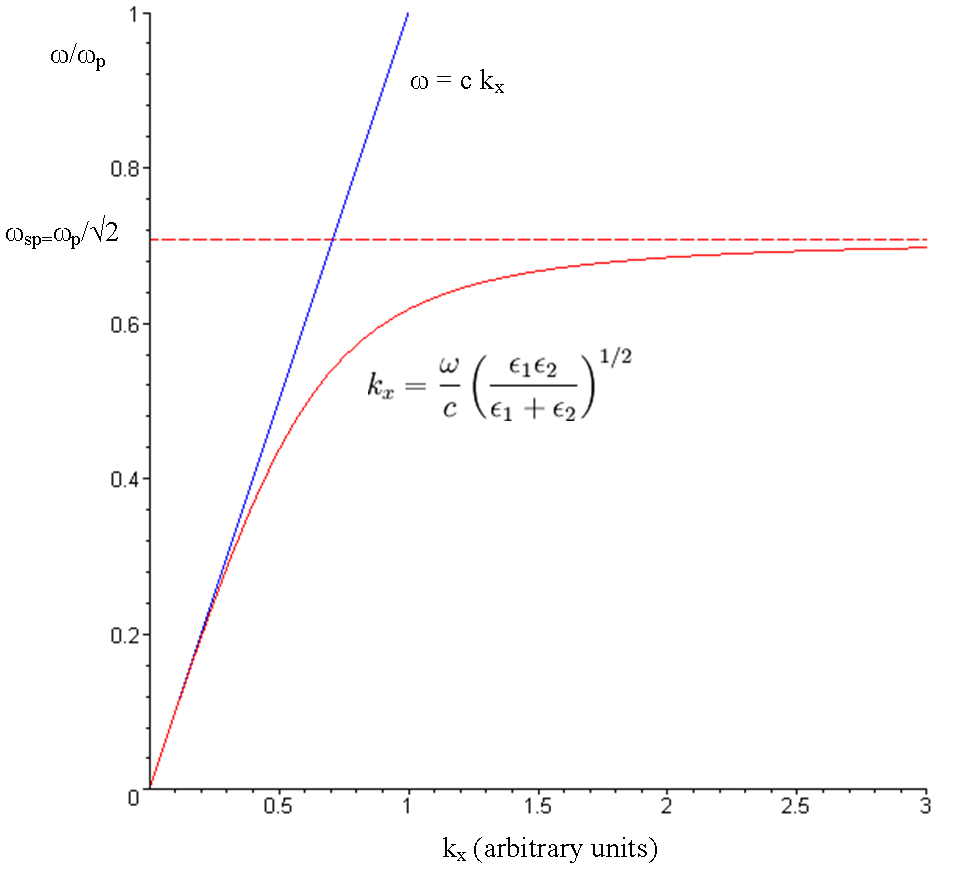 1
ω/ωp
ω = c kx
0.8
ωsp=ωp/√2
0.6
kx = ω/c (ϵ1ϵ2/ϵ1 + ϵ2)^1/2
0.4
0.2
0
0.5
1
1.5
2
2.5
3
kx (arbitrary units)